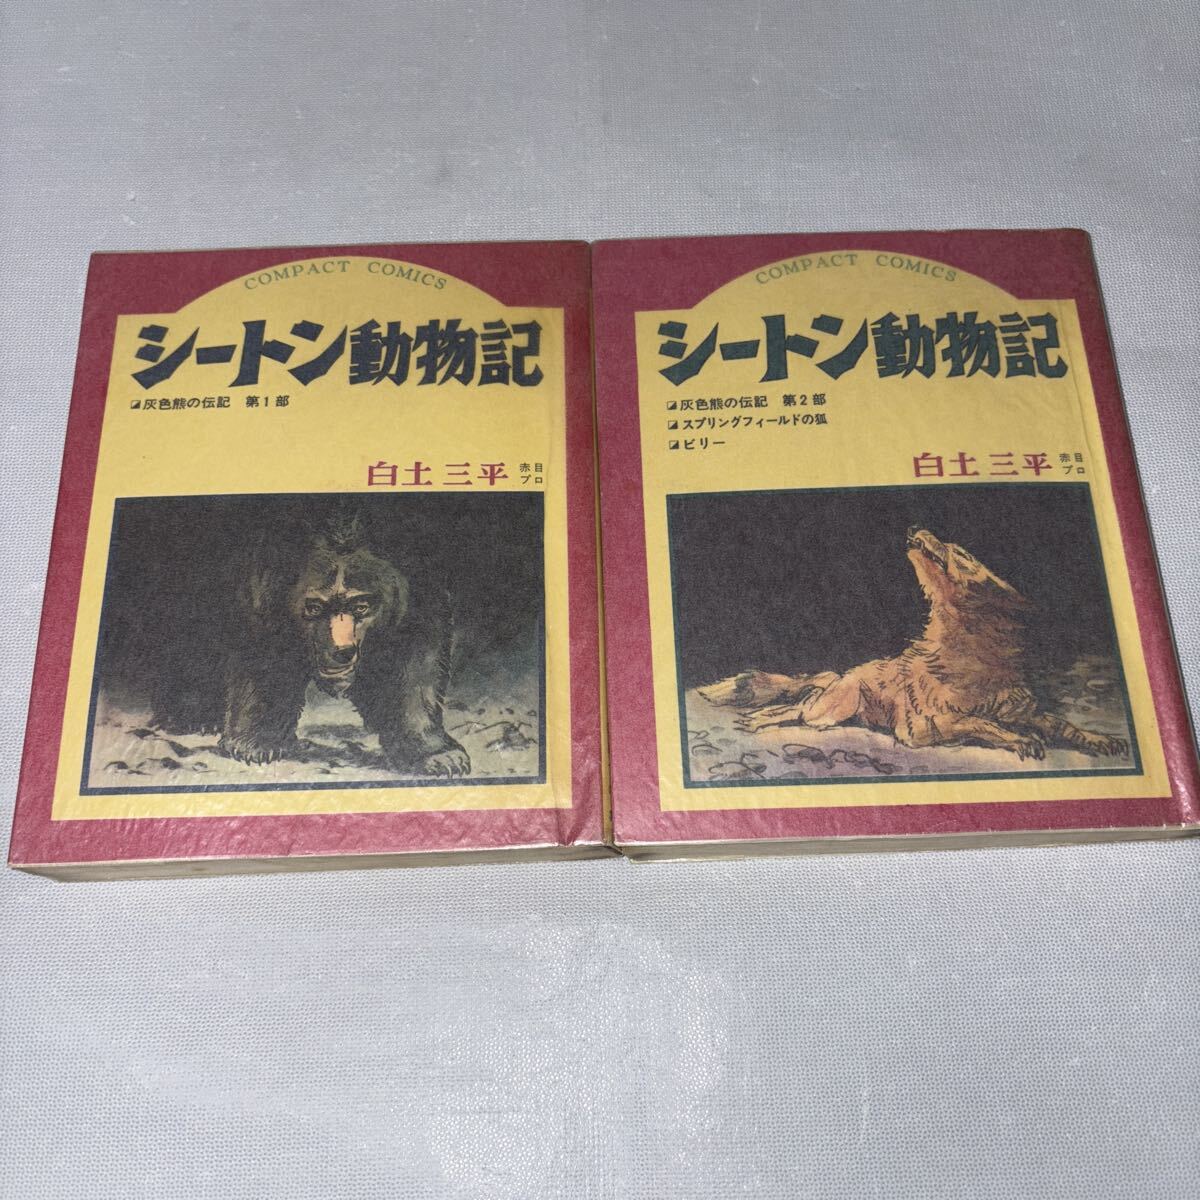 COMPACT COMICS
シートン動物記
灰色熊の伝記 第1部
白土三平 赤目プロ
COMPACT COMICS
シートン動物記
灰色熊の伝記 第2部
スプリングフィールドの狐
ビリー
白土三平 赤目プロ